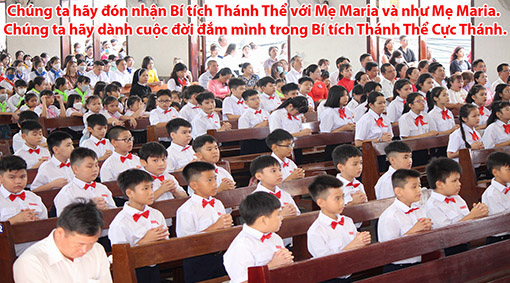 Chúng ta hãy đón nhận Bí tích Thánh Thể với Mẹ Maria và như Mẹ Maria.
Chúng ta hãy dành cuộc đời đắm mình trong Bí tích Thánh Thể Cực Thánh.